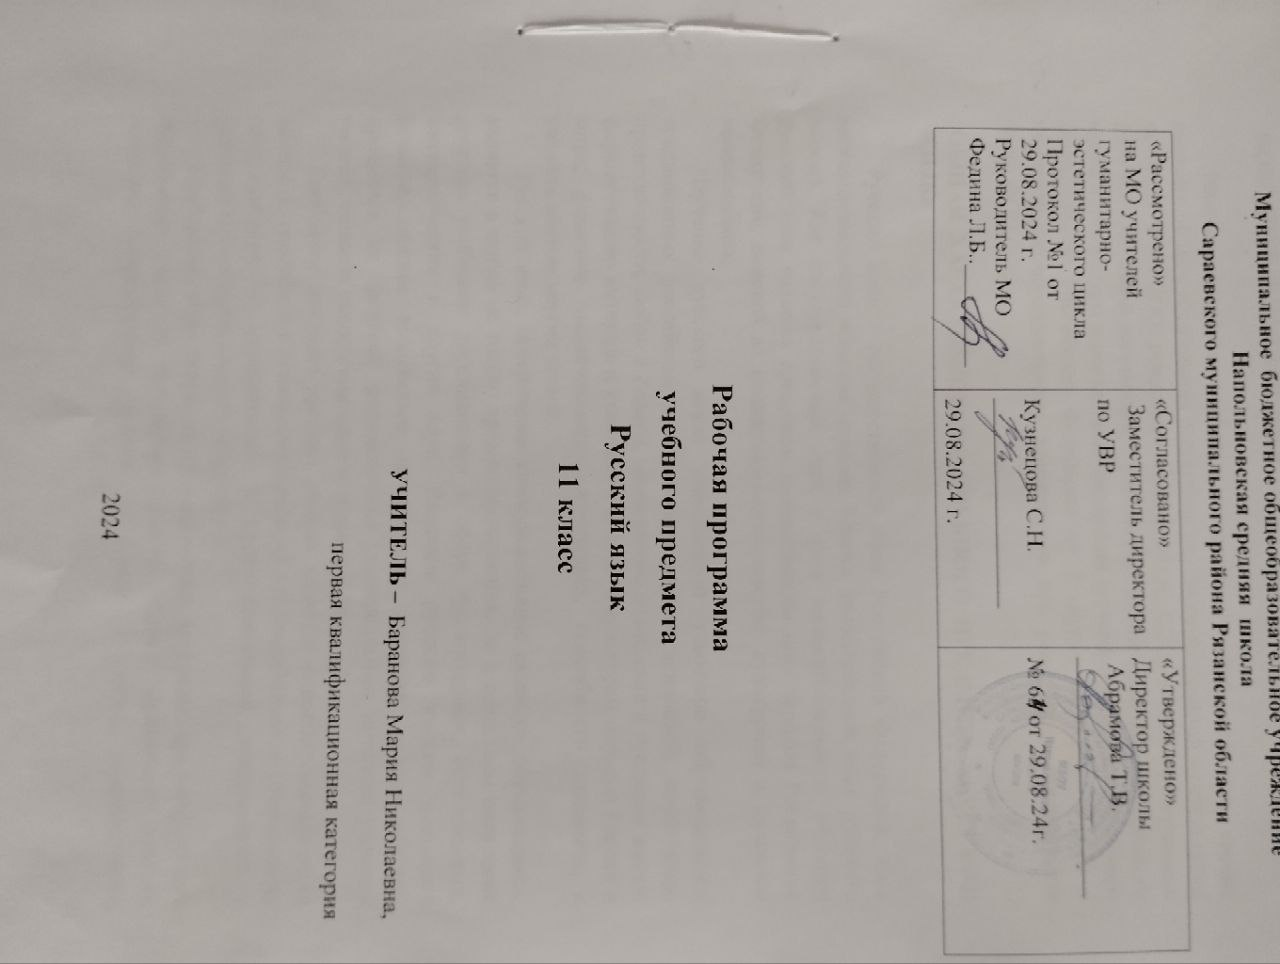 Муниципальное бюджетное общеобразовательное учреждение
Напольновская средняя школа
Сараевского муниципального района Рязанской области
«Рассмотрено»
на МО учителей
гуманитарно-
эстетического цикла
Протокол №1 от
29.08.2024 г.
Руководитель МО
Федина Л.Б..
«Согласовано»
Заместитель директора
по УВР
Кузнецова С.Н.
29.08.2024 г.
«Утверждено»
Директор школы
Абрамова Т.В.
№ 64 от 29.08.24г.
Рабочая программа
учебного предмета
Русский язык
11 класс
УЧИТЕЛЬ – Баранова Мария Николаевна,
первая квалификационная категория
2024